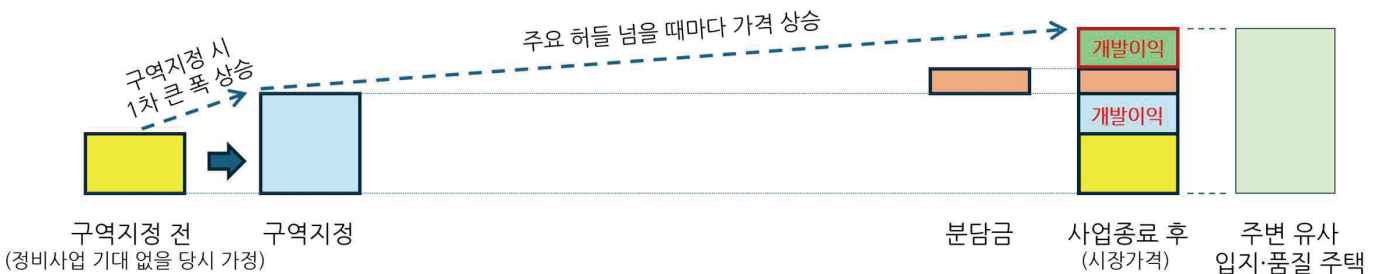 구역지정 시
1차 큰 폭 상승
주요 허들 넘을 때마다 가격 상승
개발이익
개발이익
구역지정 전
(정비사업 기대 없을 당시 가정)
구역지정
분담금
사업종료 후
(시장가격)
주변 유사
입지·품질 주택